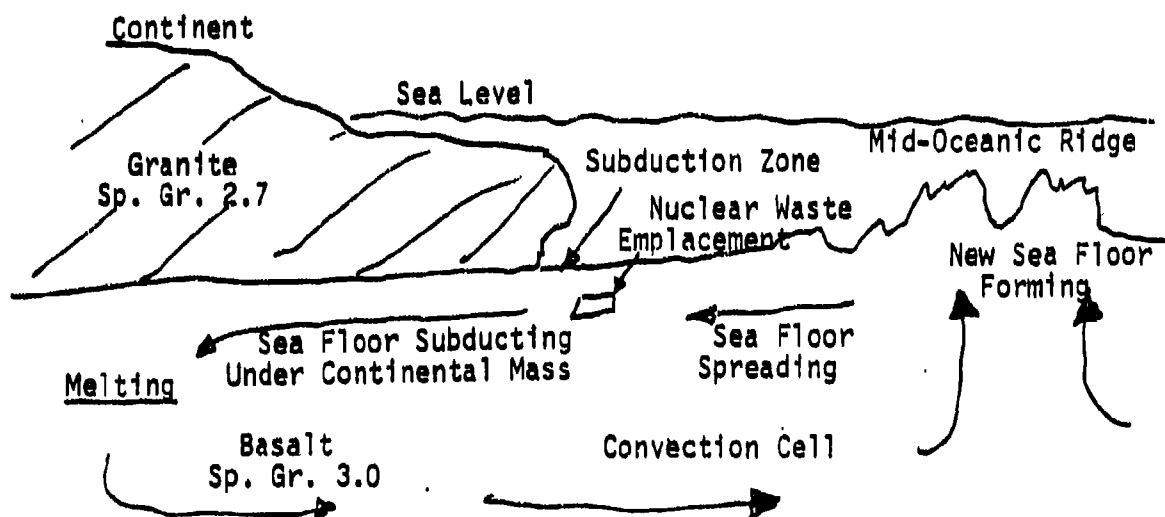 Continent
Sea Level
Mid-Oceanic Ridge
Granite
Sp. Gr. 2.7
Subduction Zone
Nuclear Waste
Emplacement
New Sea Floor
Forming
Sea Floor Subducting
Under Continental Mass
Sea Floor
Spreading
Melting
Basalt
Sp. Gr. 3.0
Convection Cell